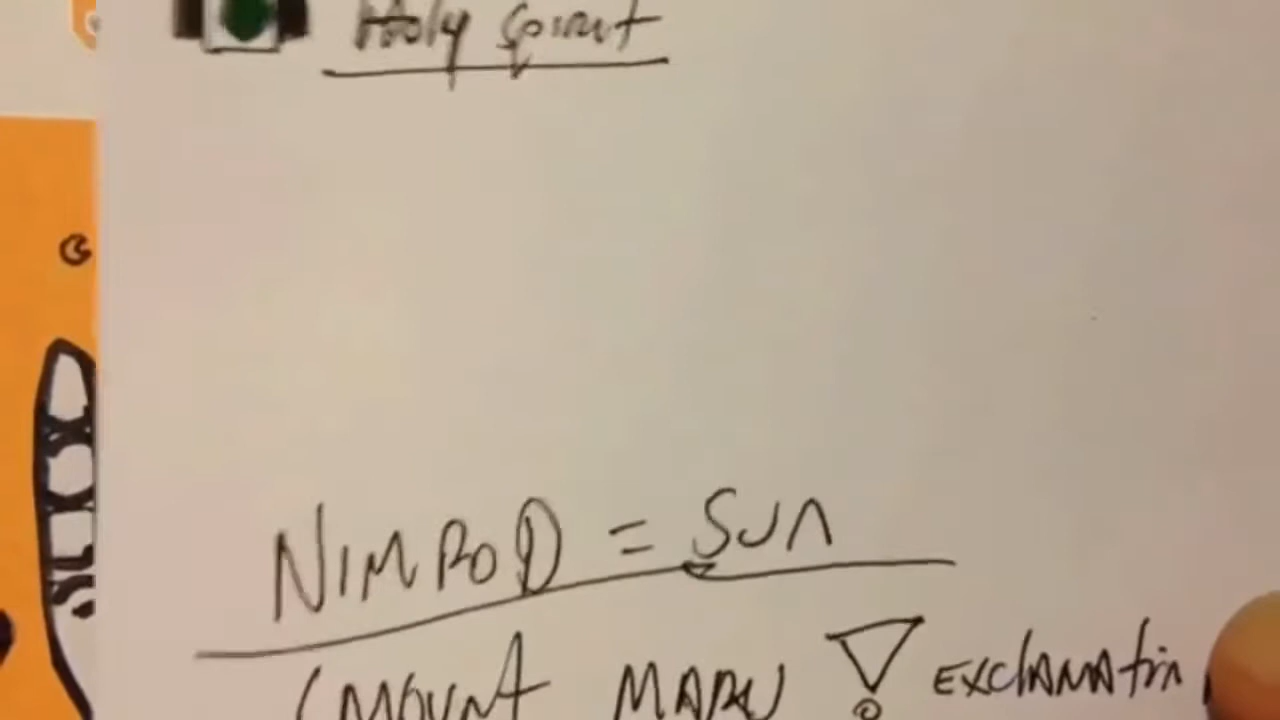 Holy Spirit
NIMROD = SUN
(MOUNT MARU ! EXCLAMATION